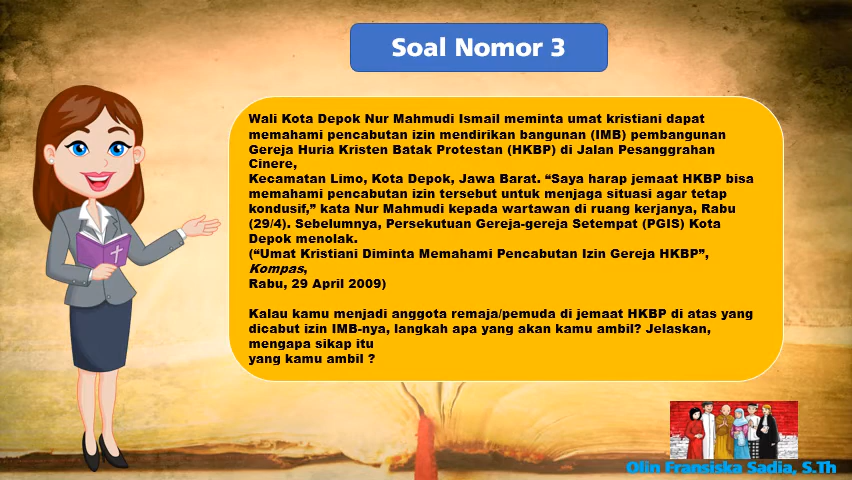 Soal Nomor 3
Wali Kota Depok Nur Mahmudi Ismail meminta umat kristiani dapat
memahami pencabutan izin mendirikan bangunan (IMB) pembangunan
Gereja Huria Kristen Batak Protestan (HKBP) di Jalan Pesanggrahan
Cinere,
Kecamatan Limo, Kota Depok, Jawa Barat. “Saya harap jemaat HKBP bisa
memahami pencabutan izin tersebut untuk menjaga situasi agar tetap
kondusif,” kata Nur Mahmudi kepada wartawan di ruang kerjanya, Rabu
(29/4). Sebelumnya, Persekutuan Gereja-gereja Setempat (PGIS) Kota
Depok menolak.
(“Umat Kristiani Diminta Memahami Pencabutan Izin Gereja HKBP”,
Kompas,
Rabu, 29 April 2009)
Kalau kamu menjadi anggota remaja/pemuda di jemaat HKBP di atas yang
dicabut izin IMB-nya, langkah apa yang akan kamu ambil? Jelaskan,
mengapa sikap itu
yang kamu ambil ?
Olin Fransiska Sadia, S.Th